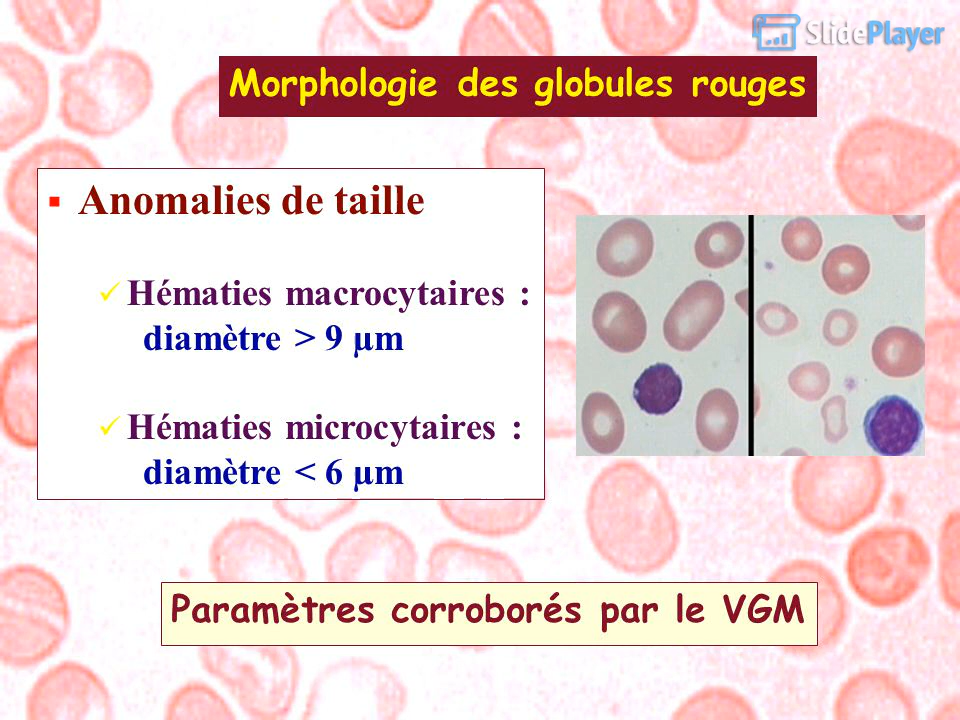 SlidePlayer
Morphologie des globules rouges
▪ Anomalies de taille
✓ Hématies macrocytaires :
diamètre > 9 µm
✓ Hématies microcytaires :
diamètre < 6 µm
Paramètres corroborés par le VGM